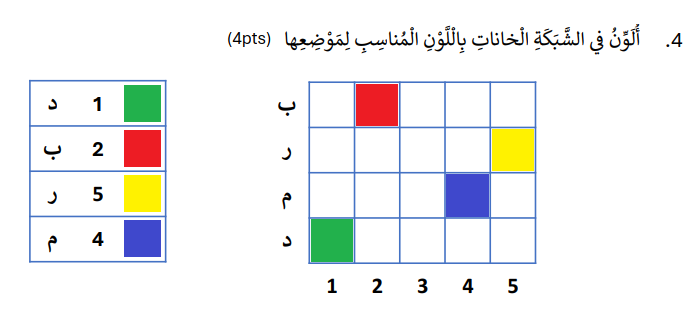 4. أُلَوِّنُ في الشَّبَكَةِ الْخاناتِ بِاللَّوْنِ الْمُناسِبِ لِمَوْضِعِها (4pts)
ب
ر
م
د
1 2 3 4 5
1 د
2 ب
5 ر
4 م